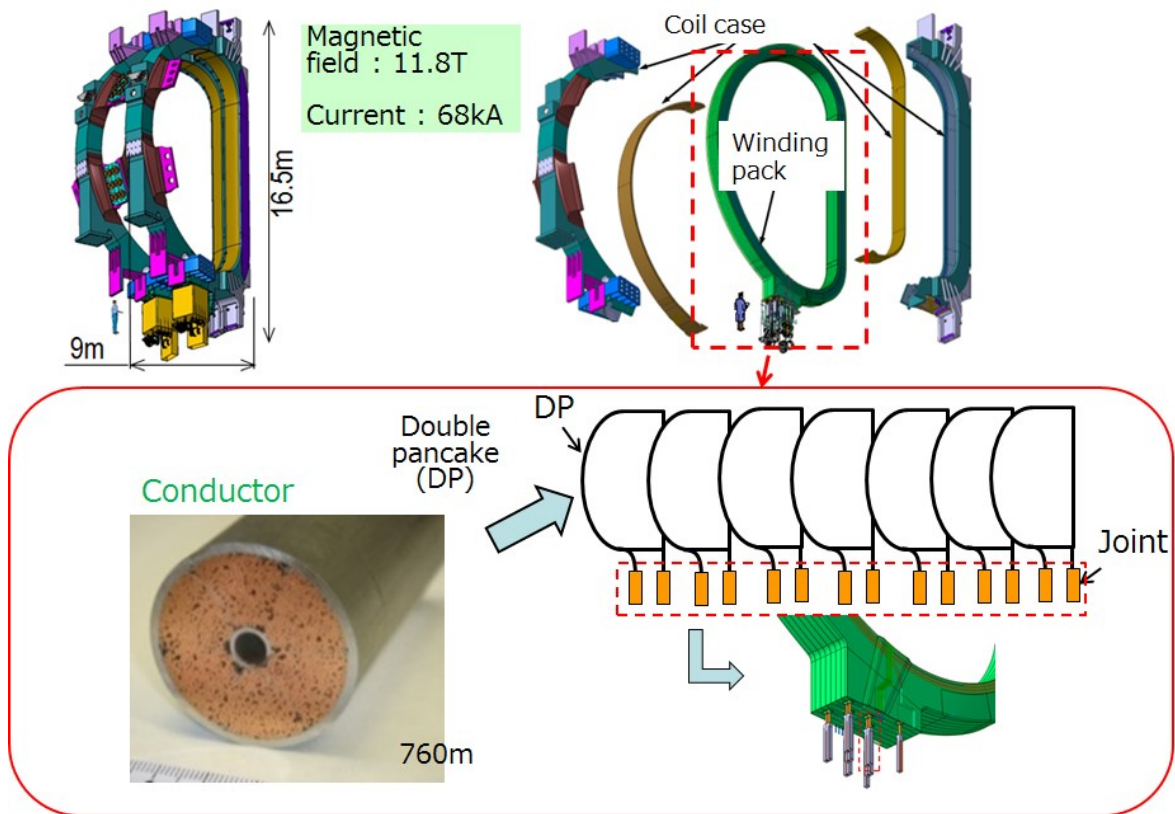 Magnetic
field : 11.8T
Current : 68kA
16.5m
9m
Coil case
Winding
pack
Double
pancake
(DP)
DP
Conductor
760m
Joint